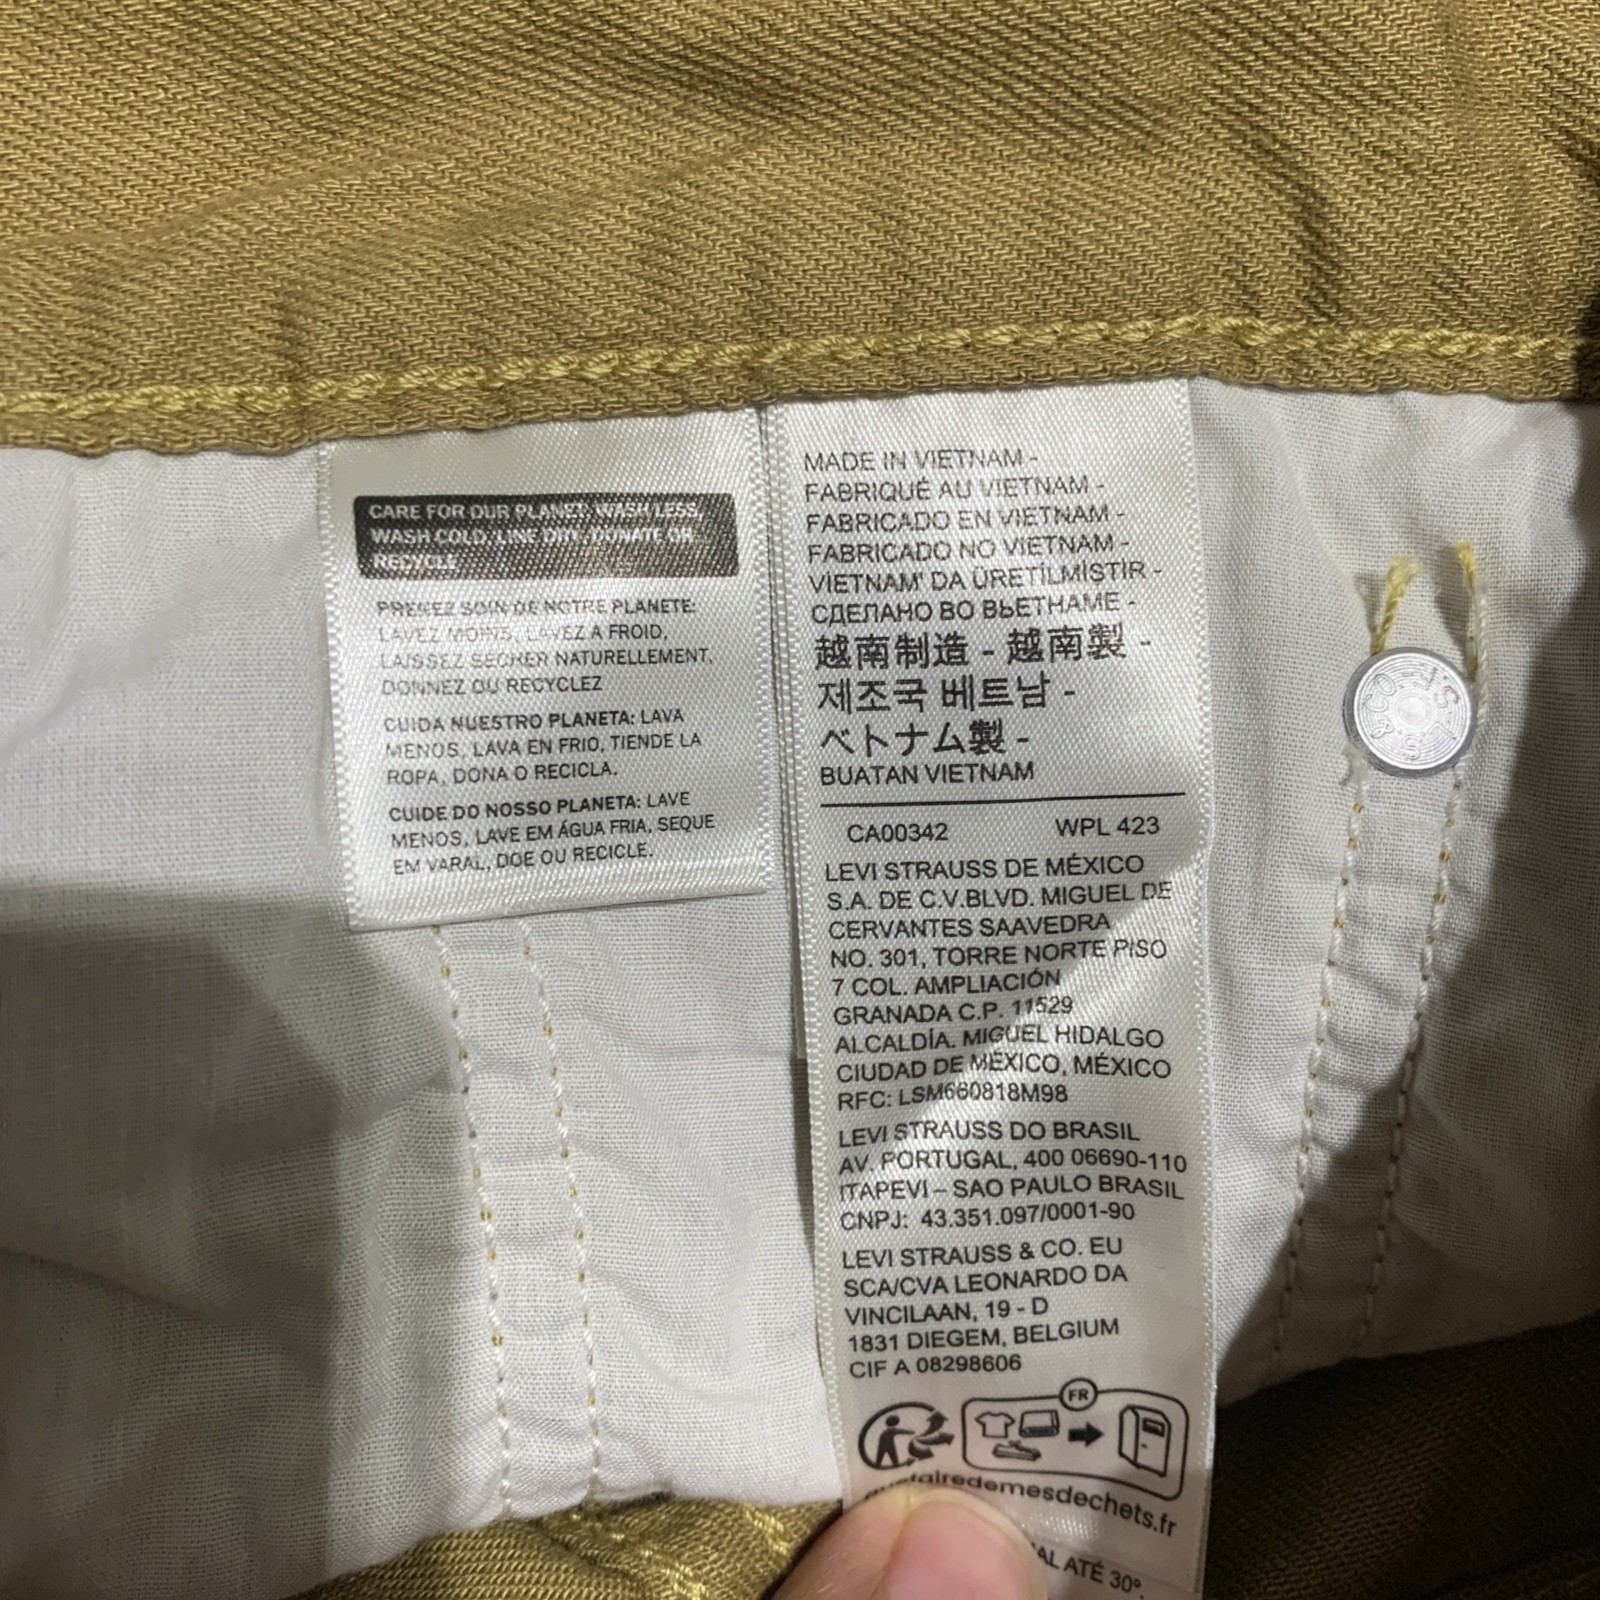 CARE FOR OUR PLANET: WASH LESS,
WASH COLD, LINE DRY, DONATE OR
RECYCLE
PRENEZ SOIN DE NOTRE PLANETE:
LAVEZ MOINS, LAVEZ A FROID,
LAISSEZ SECHER NATURELLEMENT,
DONNEZ OU RECYCLEZ
CUIDA NUESTRO PLANETA: LAVA
MENOS, LAVA EN FRIO, TIENDE LA
ROPA, DONA O RECICLA.
CUIDE DO NOSSO PLANETA: LAVE
MENOS, LAVE EM ÁGUA FRIA, SEQUE
EM VARAL, DOE OU RECICLE.
MADE IN VIETNAM -
FABRIQUÉ AU VIETNAM -
FABRICADO EN VIETNAM -
FABRICADO NO VIETNAM -
VİETNAM' DA ÜRETİLMİSTİR -
СДЕЛАНО ВО ВЬЕТНАМЕ -
越南制造 - 越南製 -
제조국 베트남 -
ベトナム製 -
BUATAN VIETNAM
CA00342 WPL 423
LEVI STRAUSS DE MÉXICO
S.A. DE C.V.BLVD. MIGUEL DE
CERVANTES SAAVEDRA
NO. 301, TORRE NORTE PISO
7 COL. AMPLIACIÓN
GRANADA C.P. 11529
ALCALDÍA. MIGUEL HIDALGO
CIUDAD DE MÉXICO, MÉXICO
RFC: LSM660818M98
LEVI STRAUSS DO BRASIL
AV. PORTUGAL, 400 06690-110
ITAPEVI – SAO PAULO BRASIL
CNPJ: 43.351.097/0001-90
LEVI STRAUSS & CO. EU
SCA/CVA LEONARDO DA
VINCILAAN, 19 - D
1831 DIEGEM, BELGIUM
CIF A 08298606
FR
quefairedemesdechets.fr
ATÉ 30º
L.S. & CO